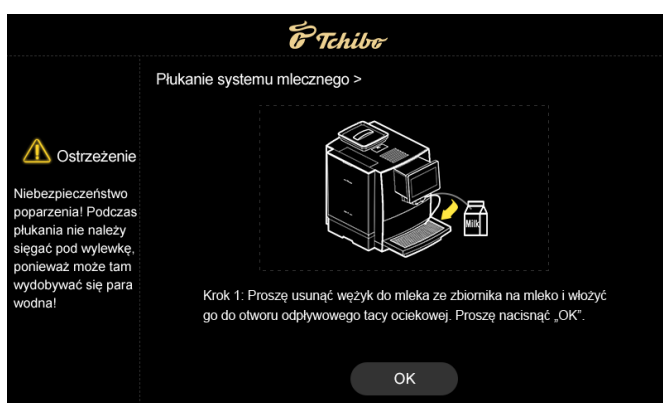 Tchibo
Płukanie systemu mlecznego >
Ostrzeżenie
Niebezpieczeństwo
poparzenia! Podczas
płukania nie należy
sięgać pod wylewkę,
ponieważ może tam
wydobywać się para
wodna!
Milk
Krok 1: Proszę usunąć wężyk do mleka ze zbiornika na mleko i włożyć
go do otworu odpływowego tacy ociekowej. Proszę nacisnąć „OK”.
OK